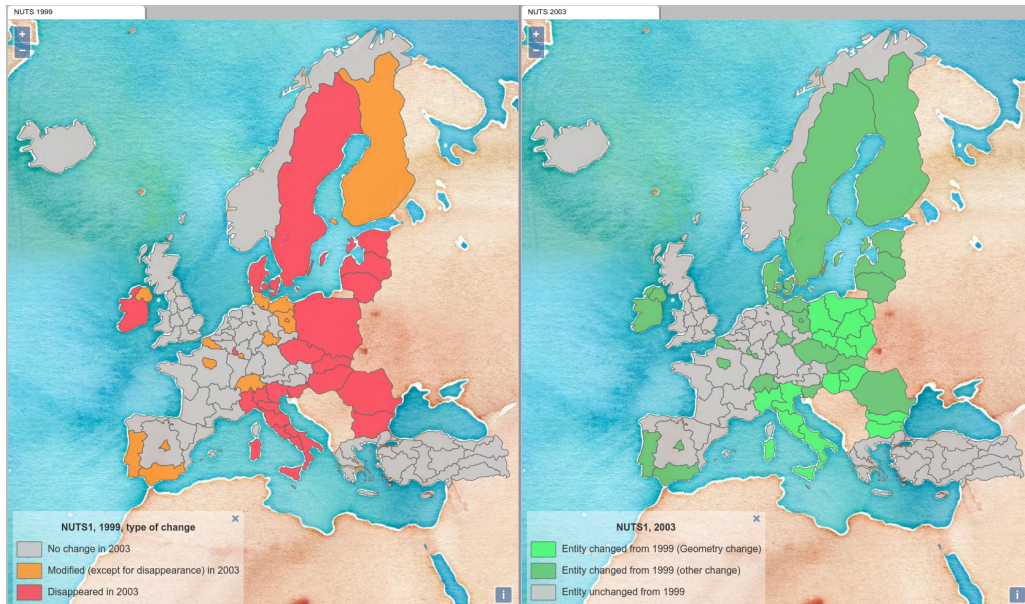 NUTS 1999
NUTS 2003
+
−
+
−
×
NUTS1, 1999, type of change
No change in 2003
Modified (except for disappearance) in 2003
Disappeared in 2003
i
×
NUTS1, 2003
Entity changed from 1999 (Geometry change)
Entity changed from 1999 (other change)
Entity unchanged from 1999
i